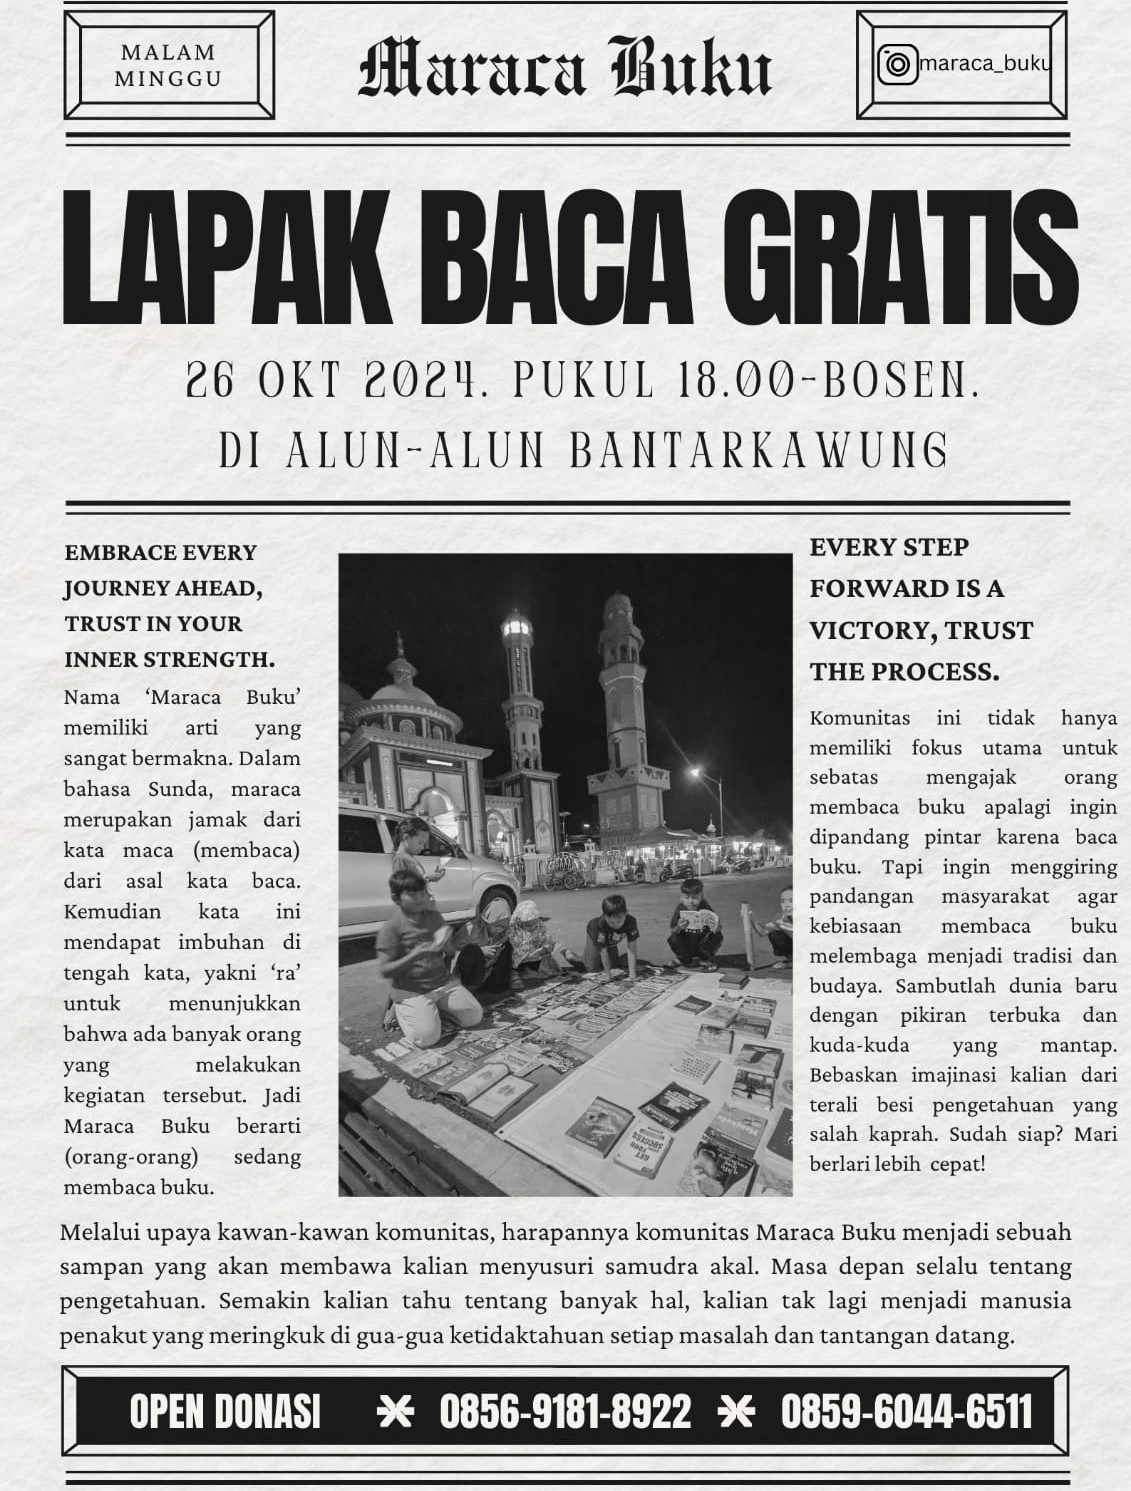 MALAM
MINGGU
Maraca Buku
maraca_buku
LAPAK BACA GRATIS
26 OKT 2024. PUKUL 18.00-BOSEN.
DI ALUN-ALUN BANTARKAWUNG
EMBRACE EVERY
JOURNEY AHEAD,
TRUST IN YOUR
INNER STRENGTH.
Nama ‘Maraca Buku’
memiliki arti yang
sangat bermakna. Dalam
bahasa Sunda, maraca
merupakan jamak dari
kata maca (membaca)
dari asal kata baca.
Kemudian kata ini
mendapat imbuhan di
tengah kata, yakni ‘ra’
untuk menunjukkan
bahwa ada banyak orang
yang melakukan
kegiatan tersebut. Jadi
Maraca Buku berarti
(orang-orang) sedang
membaca buku.
GET
SUCCESS
EVERY STEP
FORWARD IS A
VICTORY, TRUST
THE PROCESS.
Komunitas ini tidak hanya
memiliki fokus utama untuk
sebatas mengajak orang
membaca buku apalagi ingin
dipandang pintar karena baca
buku. Tapi ingin menggiring
pandangan masyarakat agar
kebiasaan membaca buku
melembaga menjadi tradisi dan
budaya. Sambutlah dunia baru
dengan pikiran terbuka dan
kuda-kuda yang mantap.
Bebaskan imajinasi kalian dari
terali besi pengetahuan yang
salah kaprah. Sudah siap? Mari
berlari lebih cepat!
Melalui upaya kawan-kawan komunitas, harapannya komunitas Maraca Buku menjadi sebuah
sampan yang akan membawa kalian menyusuri samudra akal. Masa depan selalu tentang
pengetahuan. Semakin kalian tahu tentang banyak hal, kalian tak lagi menjadi manusia
penakut yang meringkuk di gua-gua ketidaktahuan setiap masalah dan tantangan datang.
OPEN DONASI 0856-9181-8922 0859-6044-6511